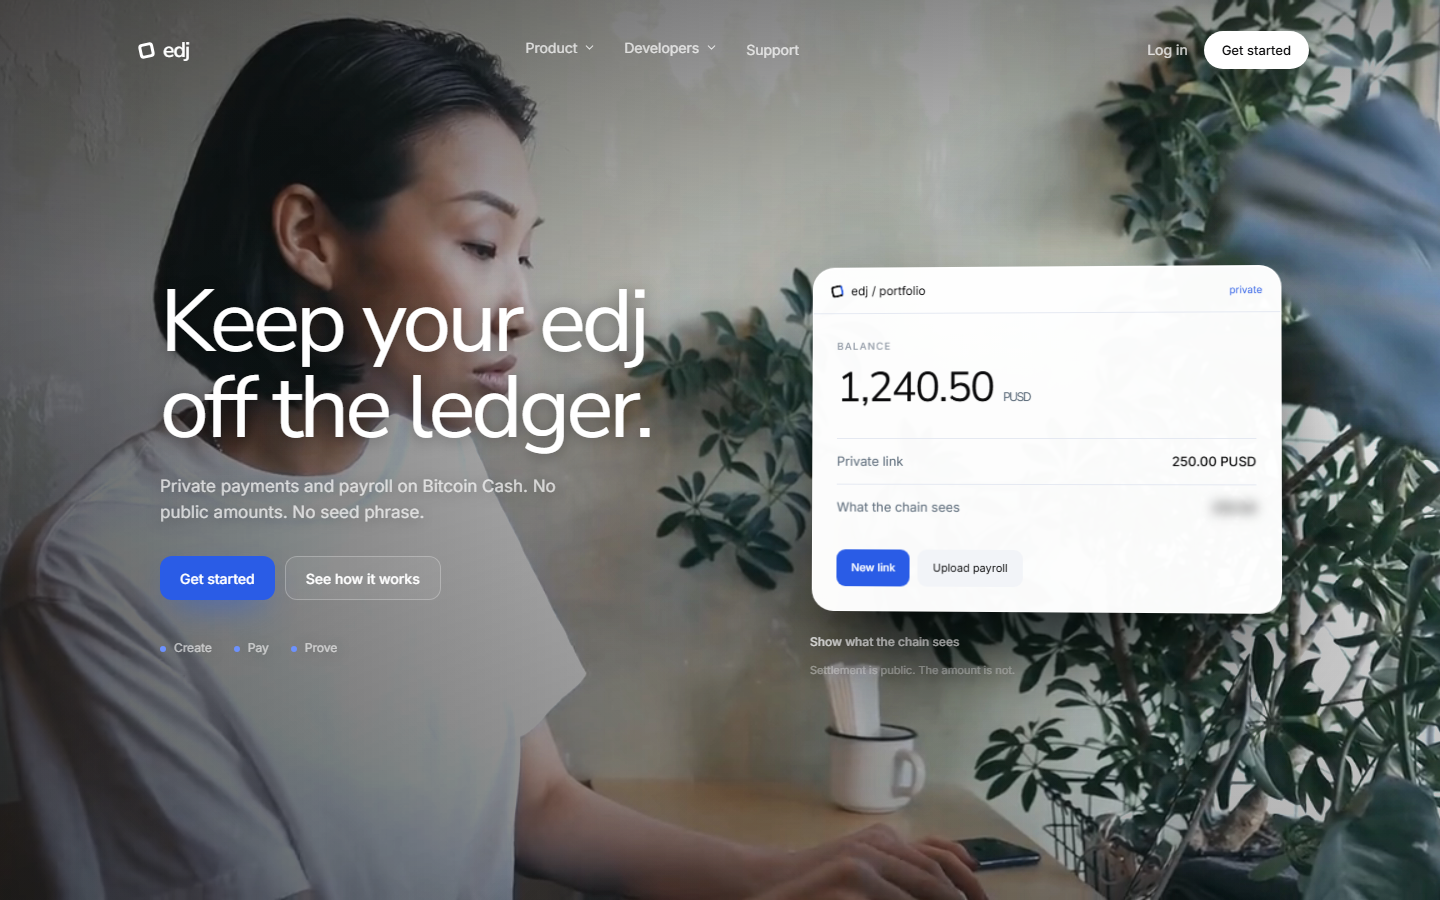 edj
Product
Developers
Support
Log in
Get started
Keep your edj
off the ledger.
Private payments and payroll on Bitcoin Cash. No
public amounts. No seed phrase.
Get started
See how it works
Create
Pay
Prove
edj / portfolio
private
BALANCE
1,240.50 PUSD
Private link
250.00 PUSD
What the chain sees
New link
Upload payroll
Show what the chain sees
Settlement is public. The amount is not.